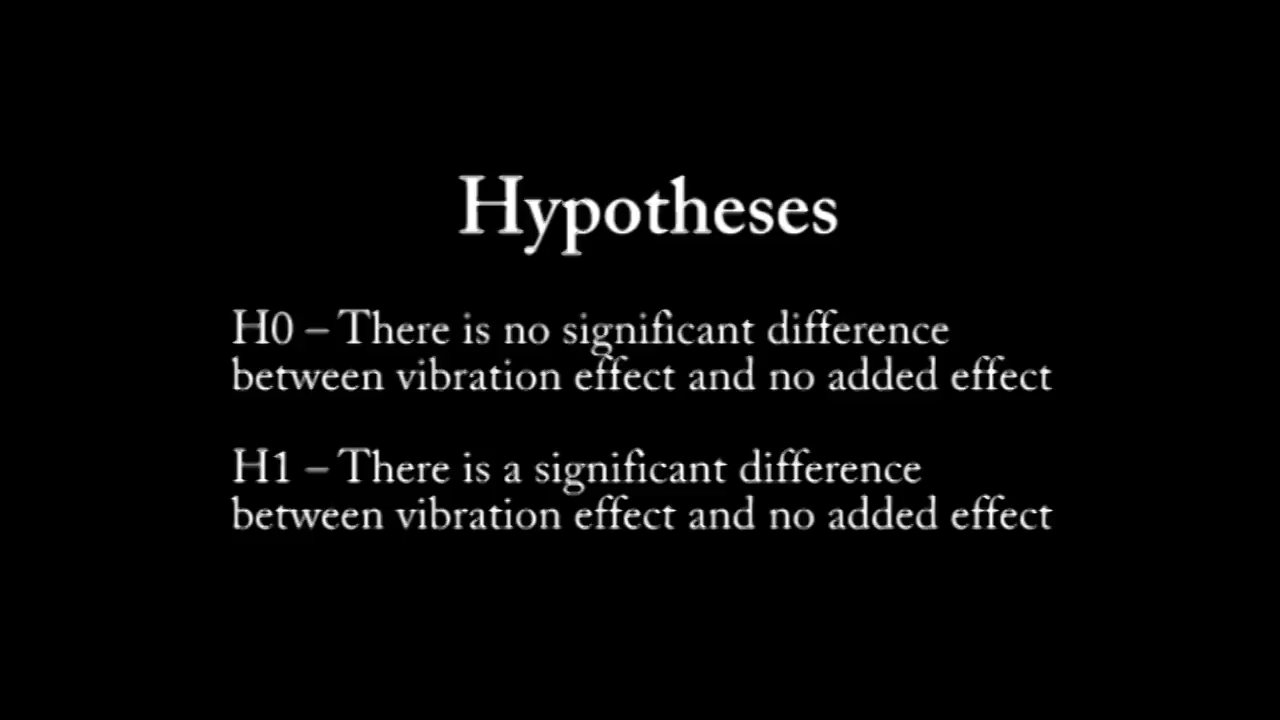 Hypotheses
H0 – There is no significant difference
between vibration effect and no added effect
H1 – There is a significant difference
between vibration effect and no added effect